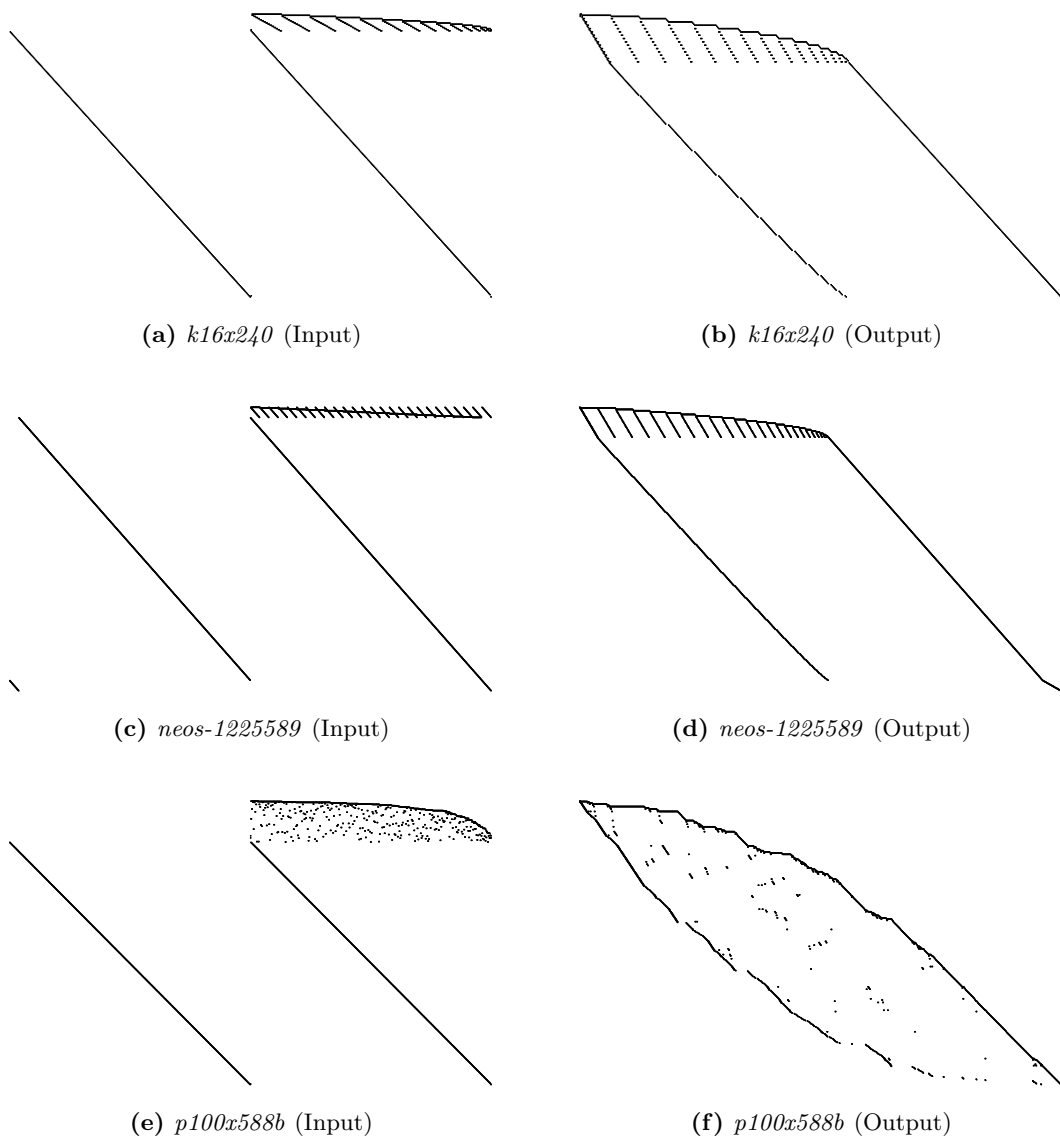 (a) k16x240 (Input)
(b) k16x240 (Output)
(c) neos-1225589 (Input)
(d) neos-1225589 (Output)
(e) p100x588b (Input)
(f) p100x588b (Output)